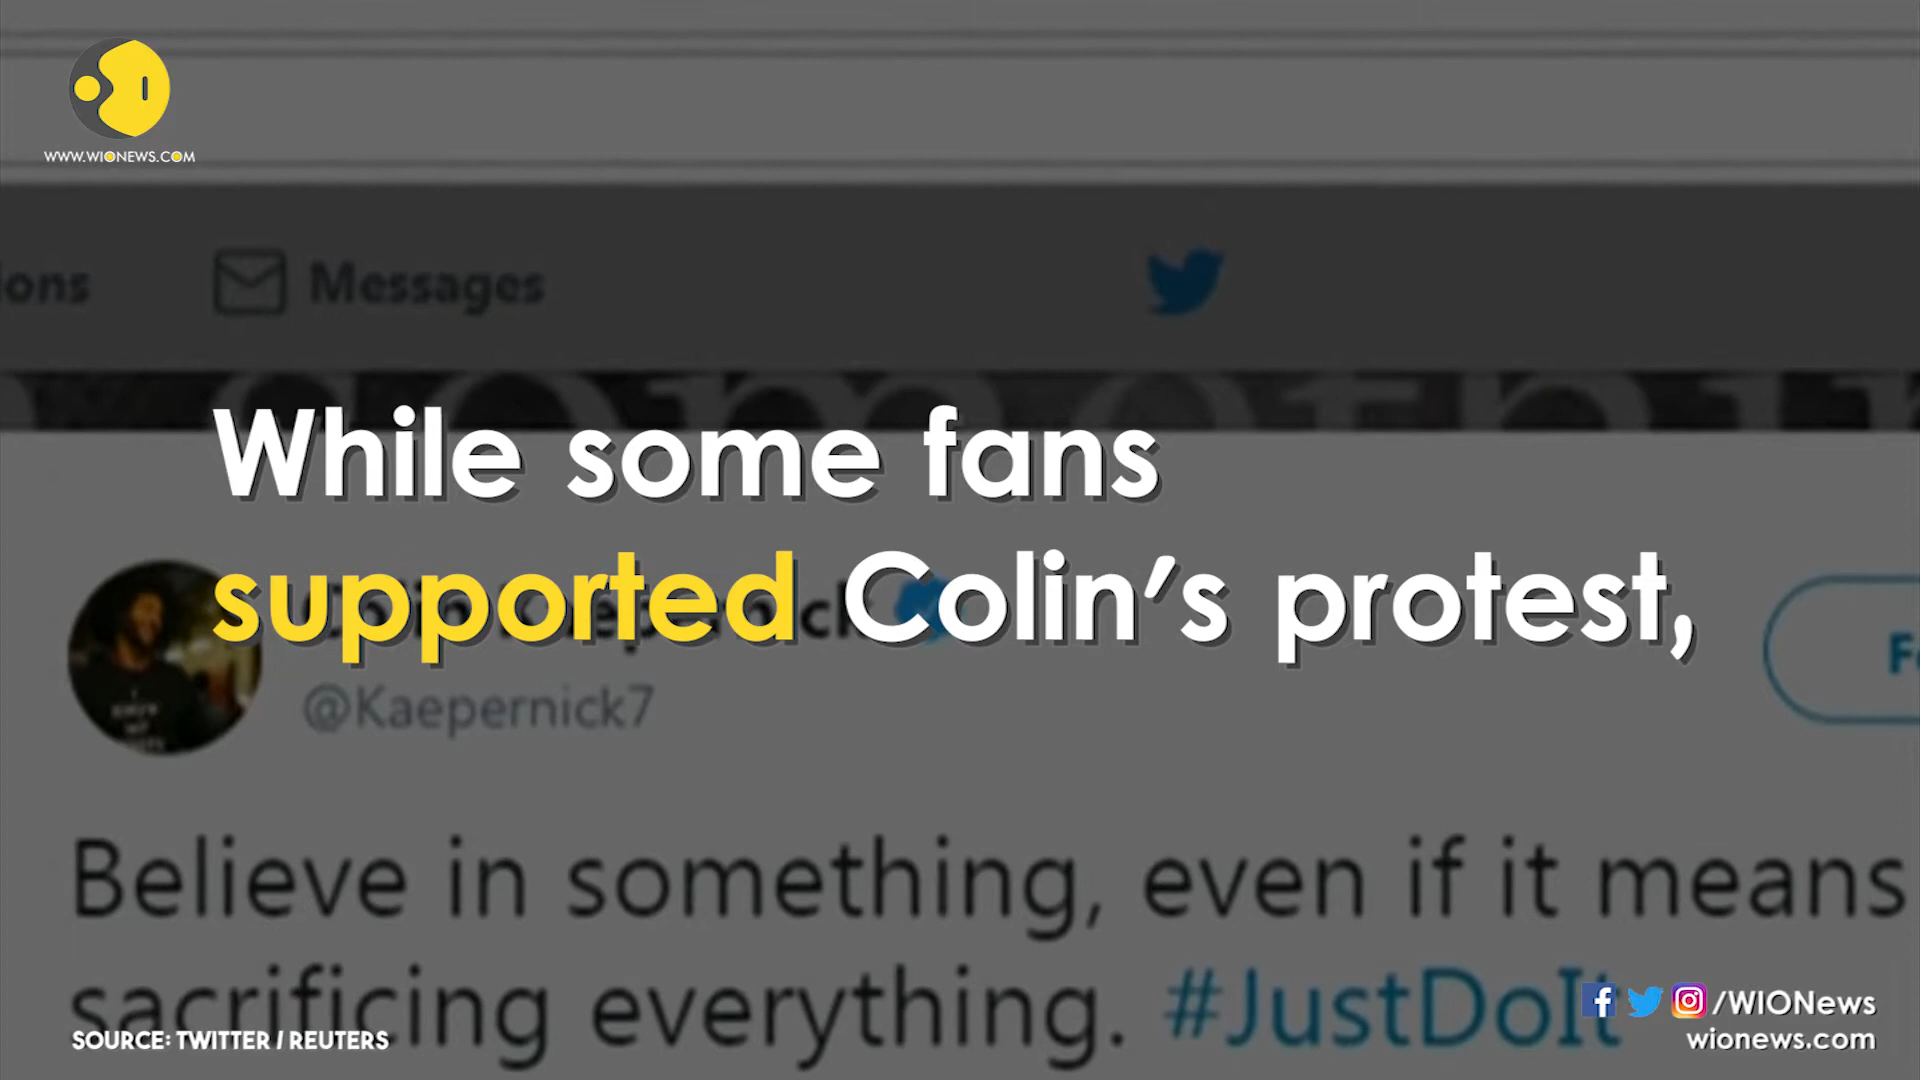 WWW.WIONEWS.COM
ions Messages
While some fans
supported Colin's protest,
@Kaepernick7
Believe in something, even if it means
sacrificing everything. #JustDoIt
SOURCE: TWITTER / REUTERS
/WIONews
wionews.com